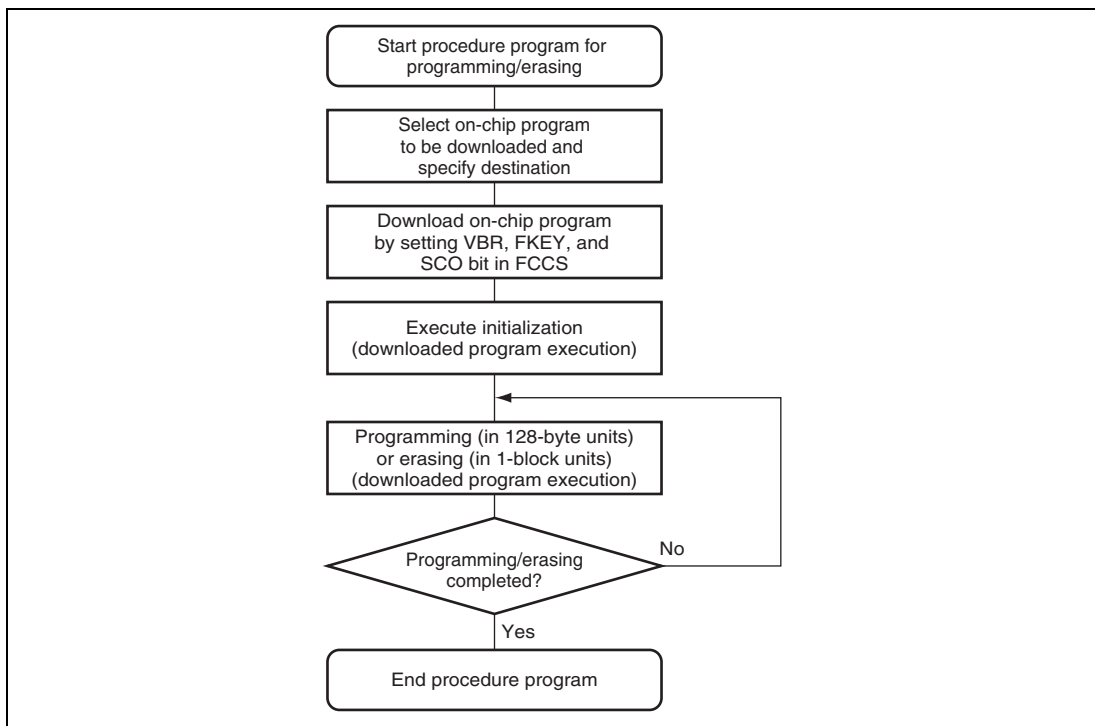 Start procedure program for
programming/erasing
Select on-chip program
to be downloaded and
specify destination
Download on-chip program
by setting VBR, FKEY, and
SCO bit in FCCS
Execute initialization
(downloaded program execution)
Programming (in 128-byte units)
or erasing (in 1-block units)
(downloaded program execution)
Programming/erasing
completed?
No
Yes
End procedure program